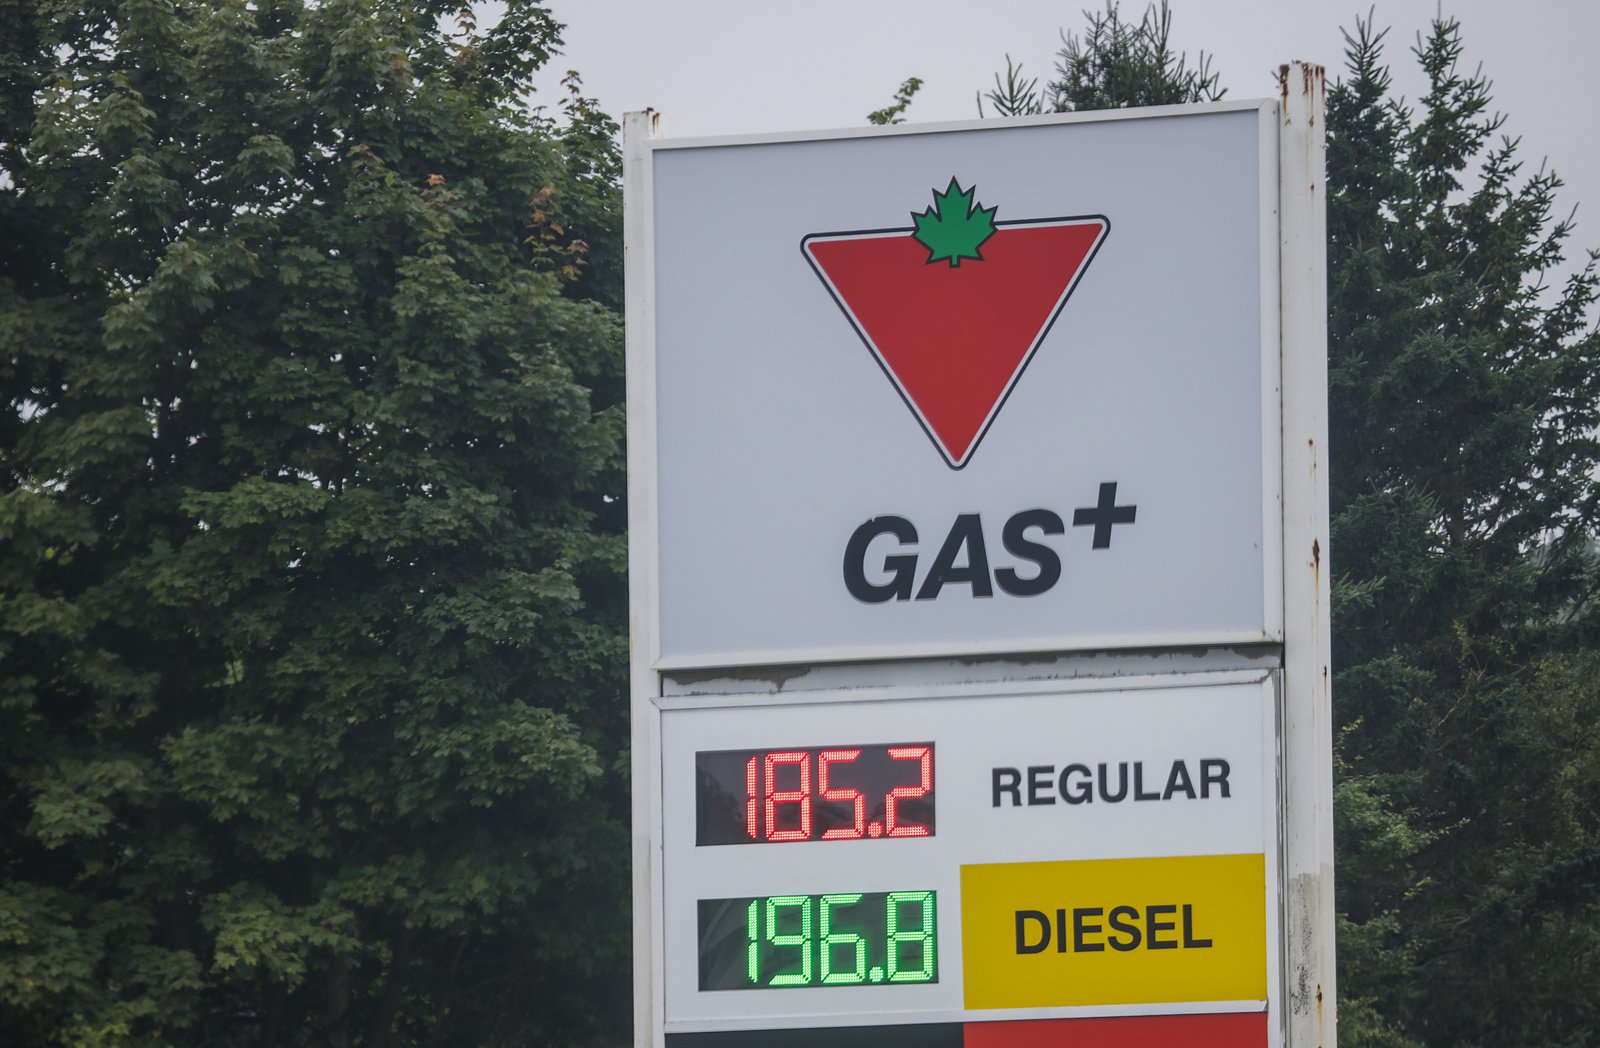 GAS+
185.2 REGULAR
196.8 DIESEL